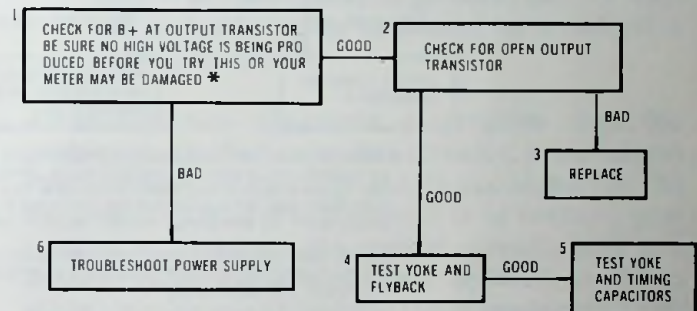 1
CHECK FOR B+ AT OUTPUT TRANSISTOR
BE SURE NO HIGH VOLTAGE IS BEING PRO
DUCED BEFORE YOU TRY THIS OR YOUR
METER MAY BE DAMAGED *
GOOD
2
CHECK FOR OPEN OUTPUT
TRANSISTOR
BAD
3
REPLACE
BAD
GOOD
6
TROUBLESHOOT POWER SUPPLY
4
TEST YOKE AND
FLYBACK
GOOD
5
TEST YOKE
AND TIMING
CAPACITORS